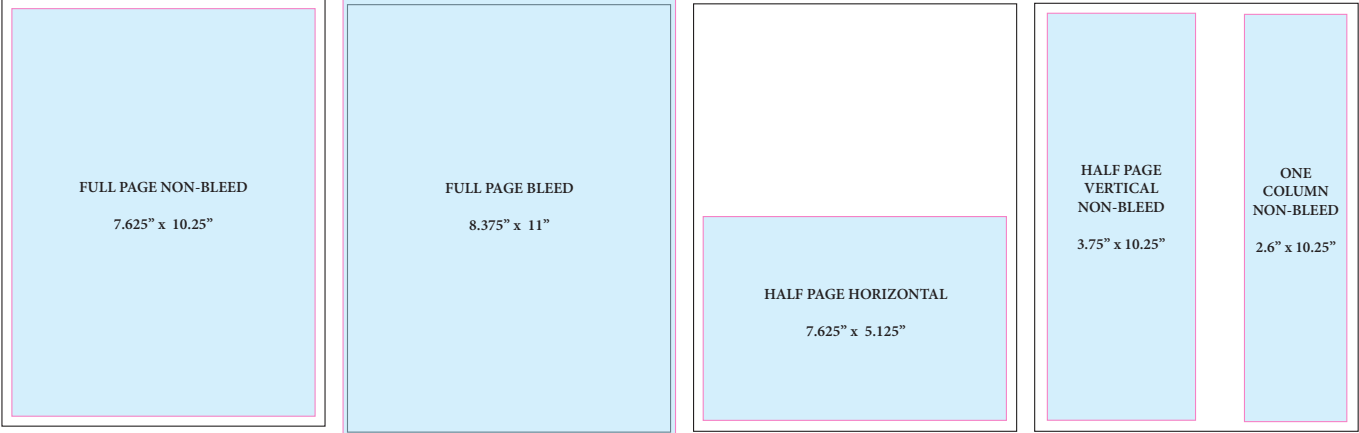 FULL PAGE NON-BLEED
7.625” x 10.25”
FULL PAGE BLEED
8.375” x 11”
HALF PAGE HORIZONTAL
7.625” x 5.125”
HALF PAGE
VERTICAL
NON-BLEED
3.75” x 10.25”
ONE
COLUMN
NON-BLEED
2.6” x 10.25”